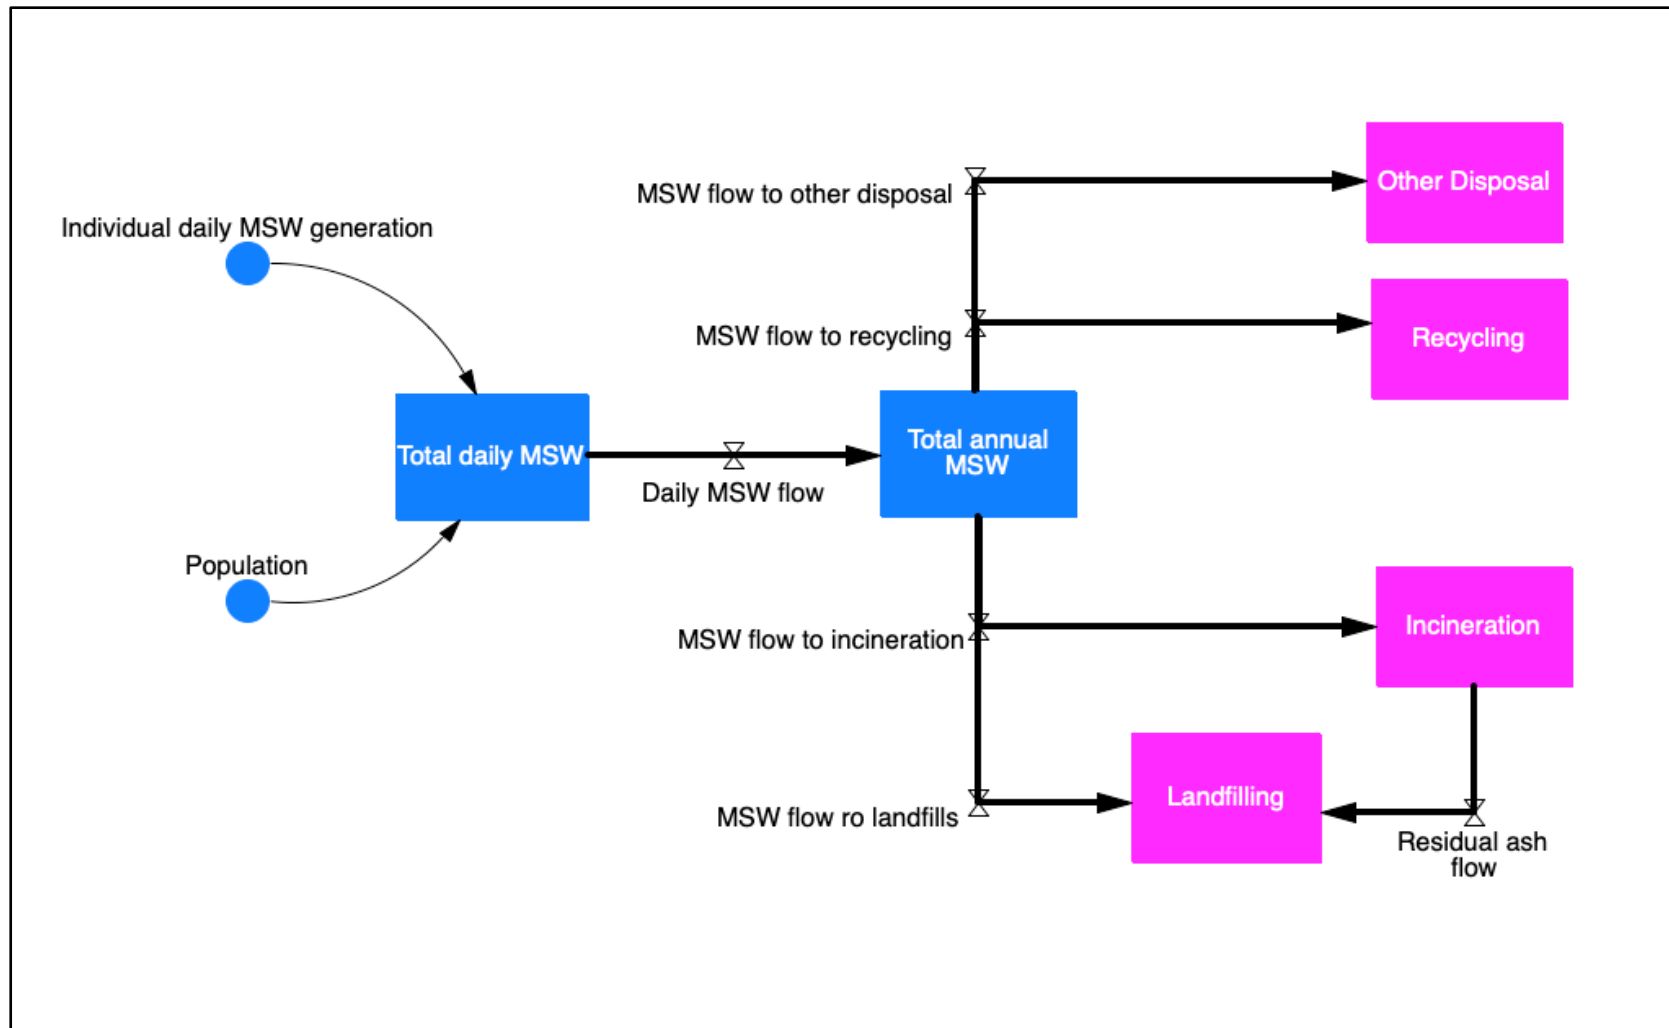 MSW flow to other disposal
Other Disposal
Individual daily MSW generation
MSW flow to recycling
Recycling
Total daily MSW
Total annual
MSW
Daily MSW flow
Population
MSW flow to incineration
Incineration
MSW flow ro landfills
Landfilling
Residual ash
flow